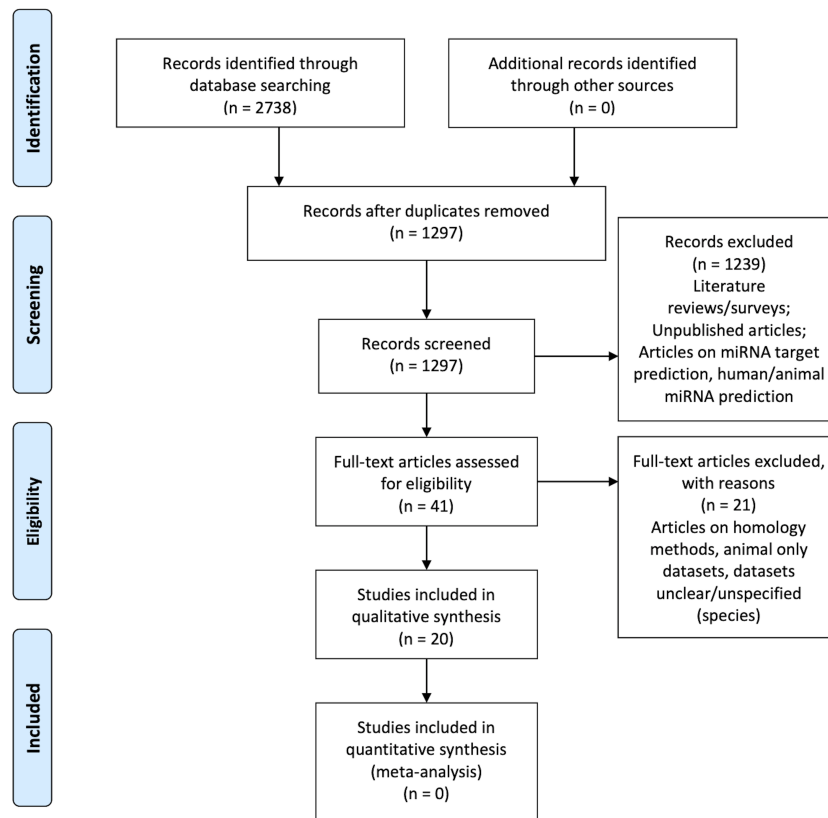 Identification
Records identified through
database searching
(n = 2738)
Additional records identified
through other sources
(n = 0)
Records after duplicates removed
(n = 1297)
Screening
Records screened
(n = 1297)
Records excluded
(n = 1239)
Literature
reviews/surveys;
Unpublished articles;
Articles on miRNA target
prediction, human/animal
miRNA prediction
Eligibility
Full-text articles assessed
for eligibility
(n = 41)
Full-text articles excluded,
with reasons
(n = 21)
Articles on homology
methods, animal only
datasets, datasets
unclear/unspecified
(species)
Studies included in
qualitative synthesis
(n = 20)
Included
Studies included in
quantitative synthesis
(meta-analysis)
(n = 0)